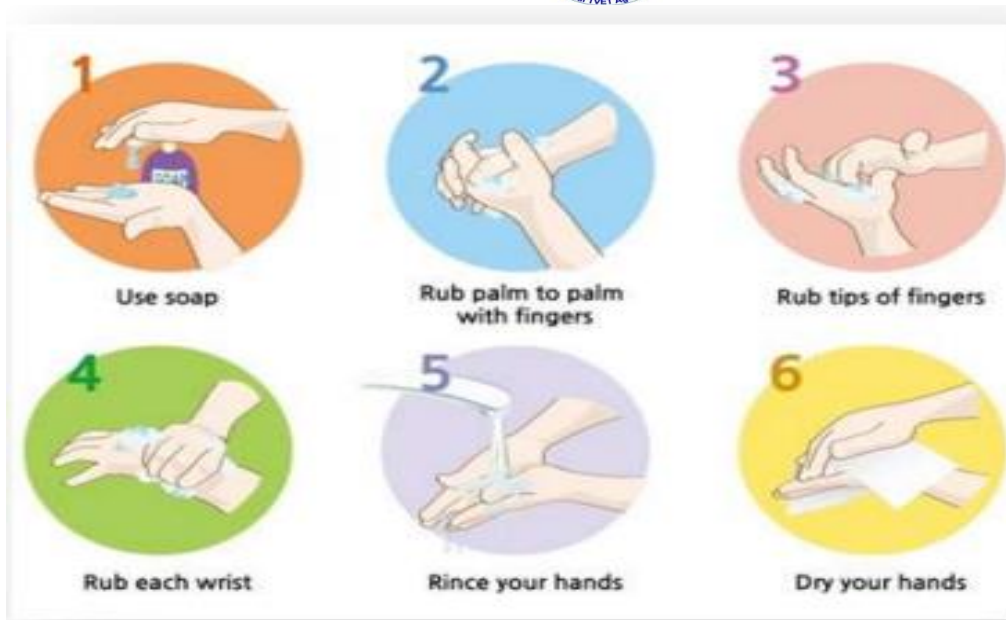 1
Use soap
2
Rub palm to palm
with fingers
3
Rub tips of fingers
4
Rub each wrist
5
Rince your hands
6
Dry your hands